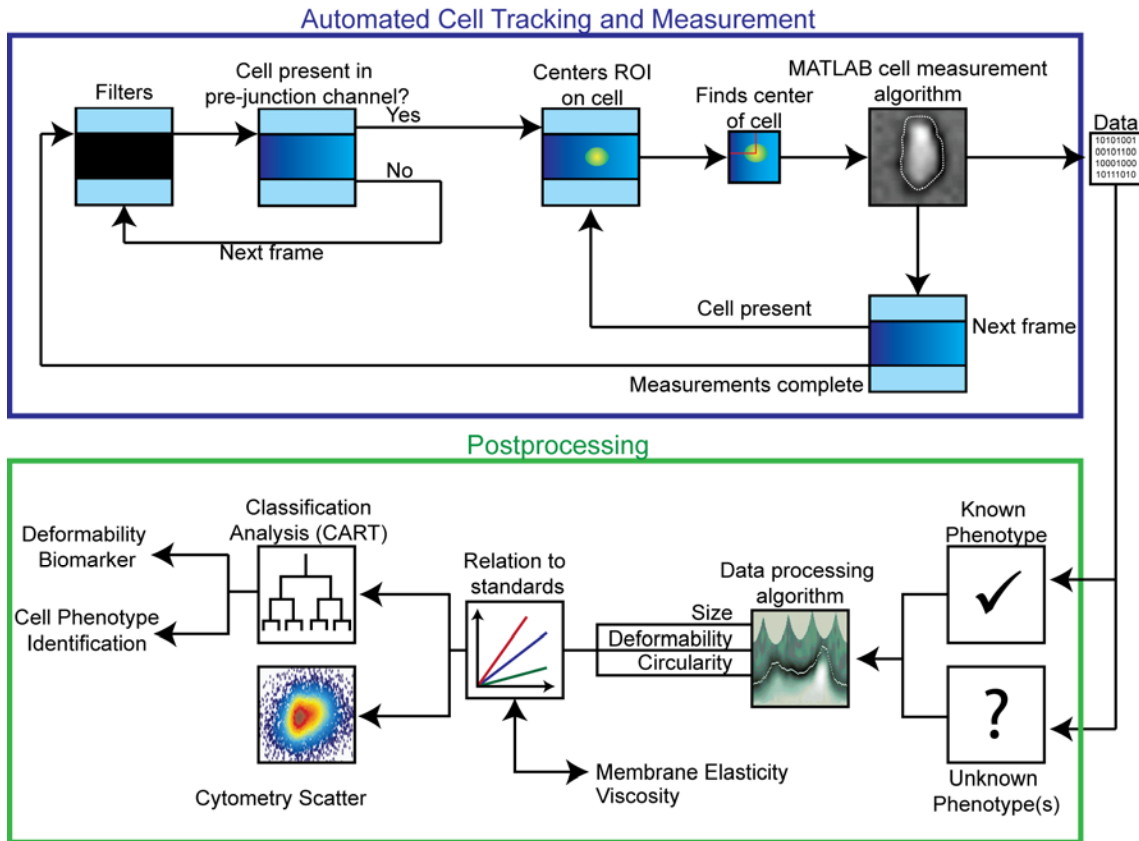 Automated Cell Tracking and Measurement
Filters
Cell present in
pre-junction channel?
Yes
No
Next frame
Centers ROI
on cell
Finds center
of cell
MATLAB cell measurement
algorithm
Data
10101001
00101100
10001000
10111010
Cell present
Next frame
Measurements complete
Postprocessing
Classification
Analysis (CART)
Deformability
Biomarker
Cell Phenotype
Identification
Cytometry Scatter
Relation to
standards
Membrane Elasticity
Viscosity
Size
Deformability
Circularity
Data processing
algorithm
Known
Phenotype
?
Unknown
Phenotype(s)